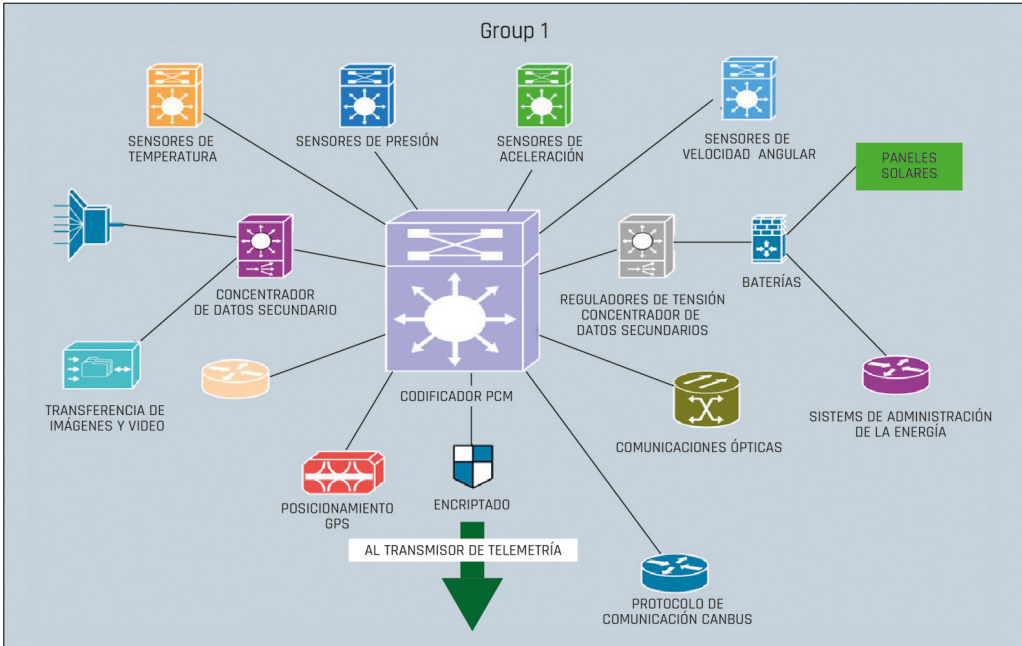 Group 1
SENSORES DE
TEMPERATURA
SENSORES DE PRESIÓN
SENSORES DE
ACELERACIÓN
SENSORES DE
VELOCIDAD ANGULAR
PANELES
SOLARES
CONCENTRADOR
DE DATOS SECUNDARIO
REGULADORES DE TENSIÓN
CONCENTRADOR DE
DATOS SECUNDARIOS
BATERÍAS
TRANSFERENCIA DE
IMÁGENES Y VIDEO
CODIFICADOR PCM
COMUNICACIONES ÓPTICAS
SISTEMS DE ADMINISTRACIÓN
DE LA ENERGÍA
POSICIONAMIENTO
GPS
ENCRIPTADO
AL TRANSMISOR DE TELEMETRÍA
PROTOCOLO DE
COMUNICACIÓN CANBUS